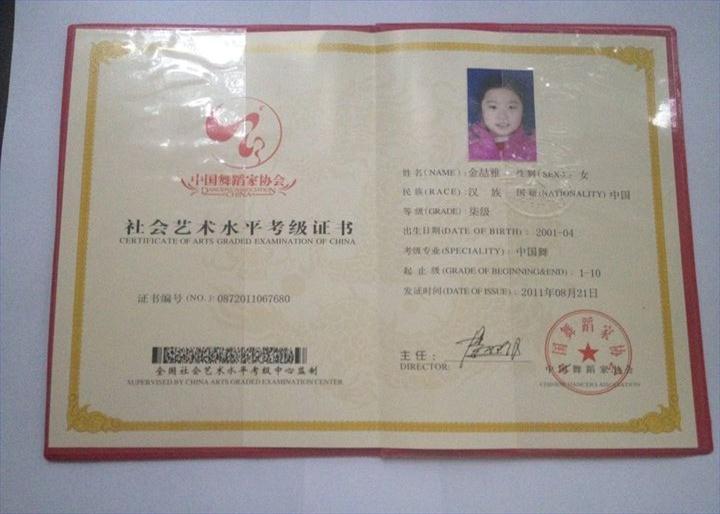 中国舞蹈家协会
DANCERS ASSOCIATION
CHINA
社会艺术水平考级证书
CERTIFICATE OF ARTS GRADED EXAMINATION OF CHINA
证书编号 (NO.) 0872011067680
全国社会艺术水平考级中心监制
SUPERVISED BY CHINA ARTS GRADED EXAMINATION CENTER
姓名(NAME): 金喆雅 性别(SEX): 女
民族(RACE): 汉族 国籍(NATIONALITY) 中国
等级(GRADE): 柒级
出生日期(DATE OF BIRTH): 2001-04
考级专业(SPECIALITY): 中国舞
起止级(GRADE OF BEGINNING&END): 1-10
发证时间(DATE OF ISSUE): 2011年08月21日
主任:
DIRECTOR:
中国舞蹈家协会
CHINESE DANCERS ASSOCIATION